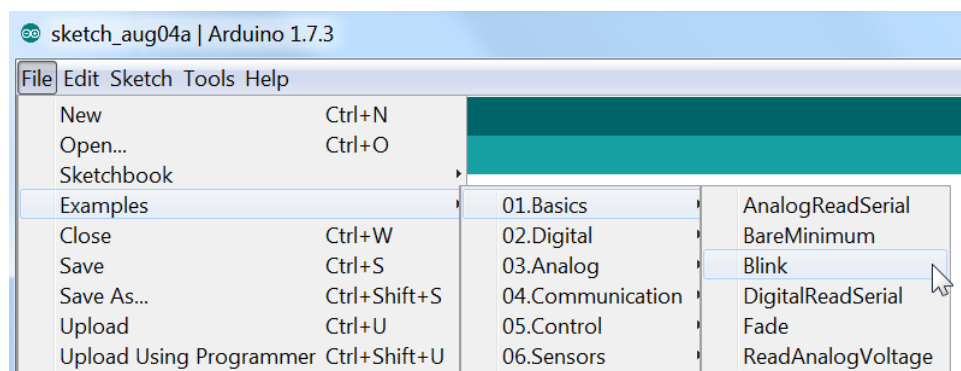 sketch_aug04a | Arduino 1.7.3
File Edit Sketch Tools Help
New Ctrl+N
Open... Ctrl+O
Sketchbook
Examples 01.Basics AnalogReadSerial
Close Ctrl+W 02.Digital BareMinimum
Save Ctrl+S 03.Analog Blink
Save As... Ctrl+Shift+S 04.Communication DigitalReadSerial
Upload Ctrl+U 05.Control Fade
Upload Using Programmer Ctrl+Shift+U 06.Sensors ReadAnalogVoltage